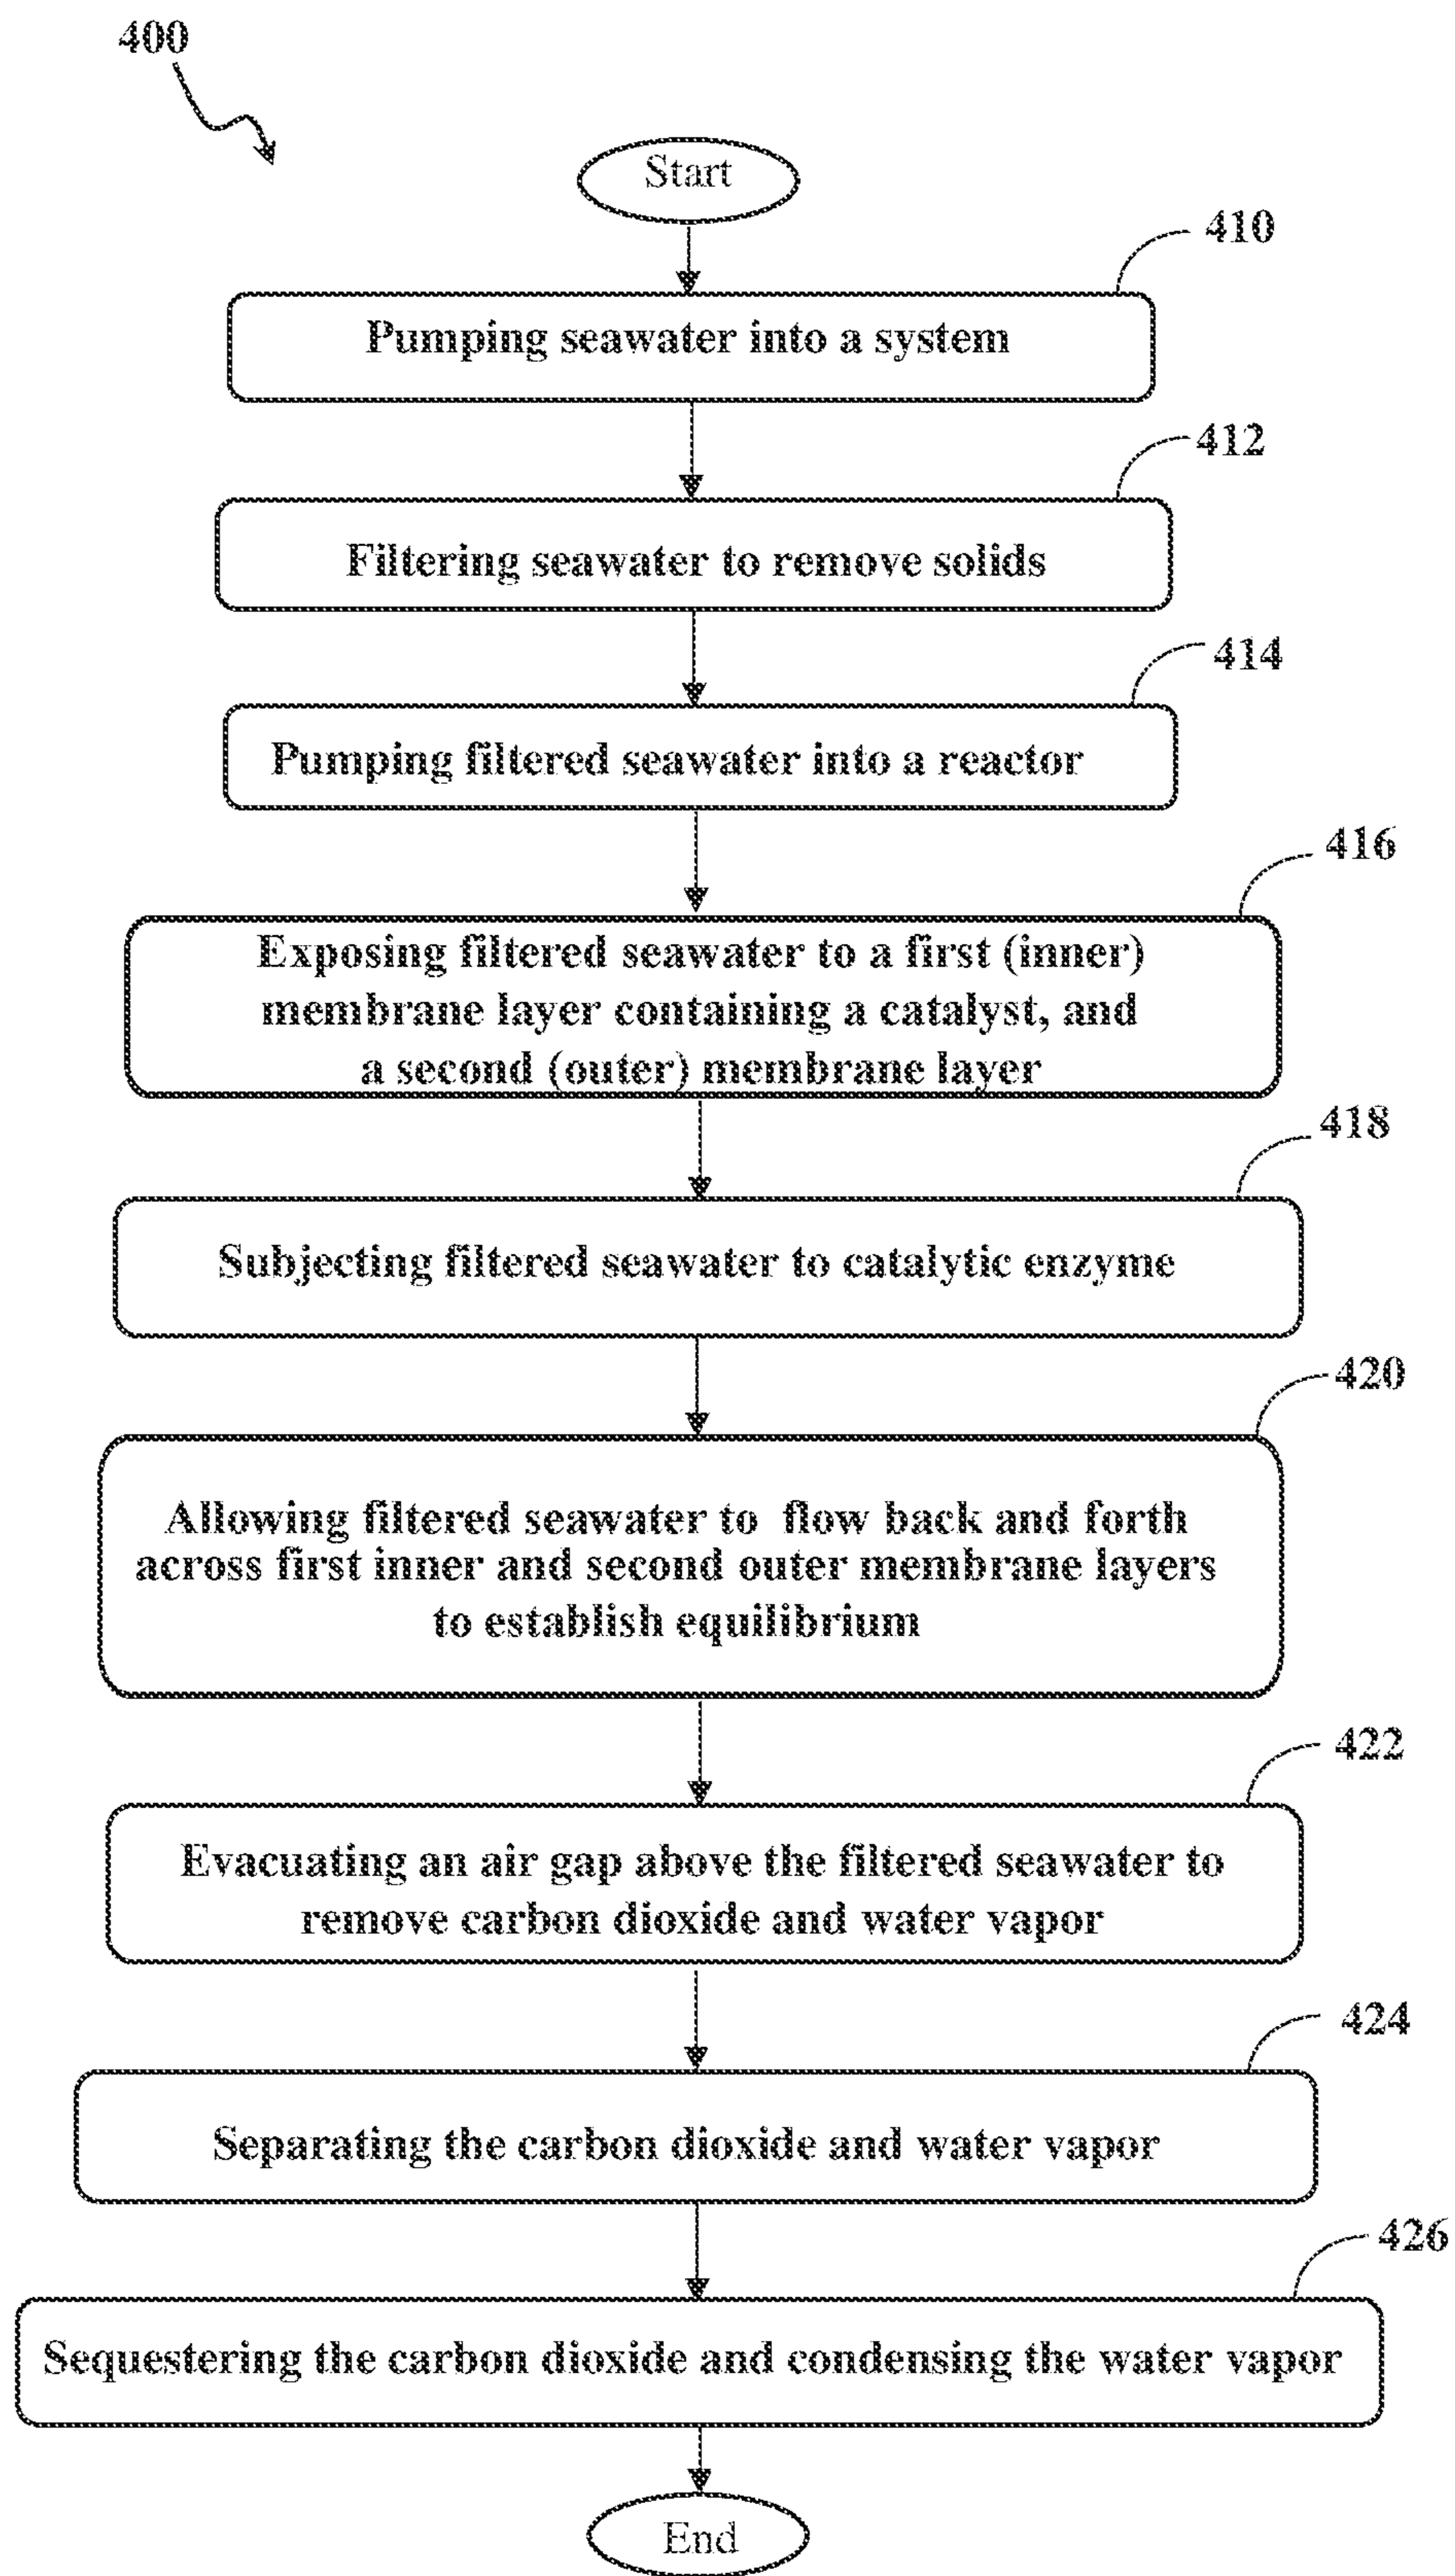 400
Start
410
Pumping seawater into a system
412
Filtering seawater to remove solids
414
Pumping filtered seawater into a reactor
416
Exposing filtered seawater to a first (inner)
membrane layer containing a catalyst, and
a second (outer) membrane layer
418
Subjecting filtered seawater to catalytic enzyme
420
Allowing filtered seawater to flow back and forth
across first inner and second outer membrane layers
to establish equilibrium
422
Evacuating an air gap above the filtered seawater to
remove carbon dioxide and water vapor
424
Separating the carbon dioxide and water vapor
426
Sequestering the carbon dioxide and condensing the water vapor
End